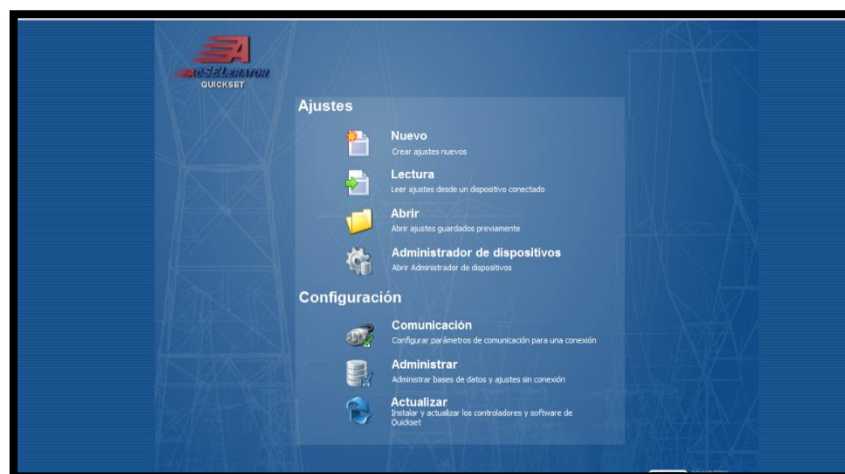 ACSELERATOR
QUICKSET
Ajustes
Nuevo
Crear ajustes nuevos
Lectura
Leer ajustes desde un dispositivo conectado
Abrir
Abrir ajustes guardados previamente
Administrador de dispositivos
Abrir Administrador de dispositivos
Configuración
Comunicación
Configurar parámetros de comunicación para una conexión
Administrar
Administrar bases de datos y ajustes sin conexión
Actualizar
Instalar y actualizar los controladores y software de
Quickset